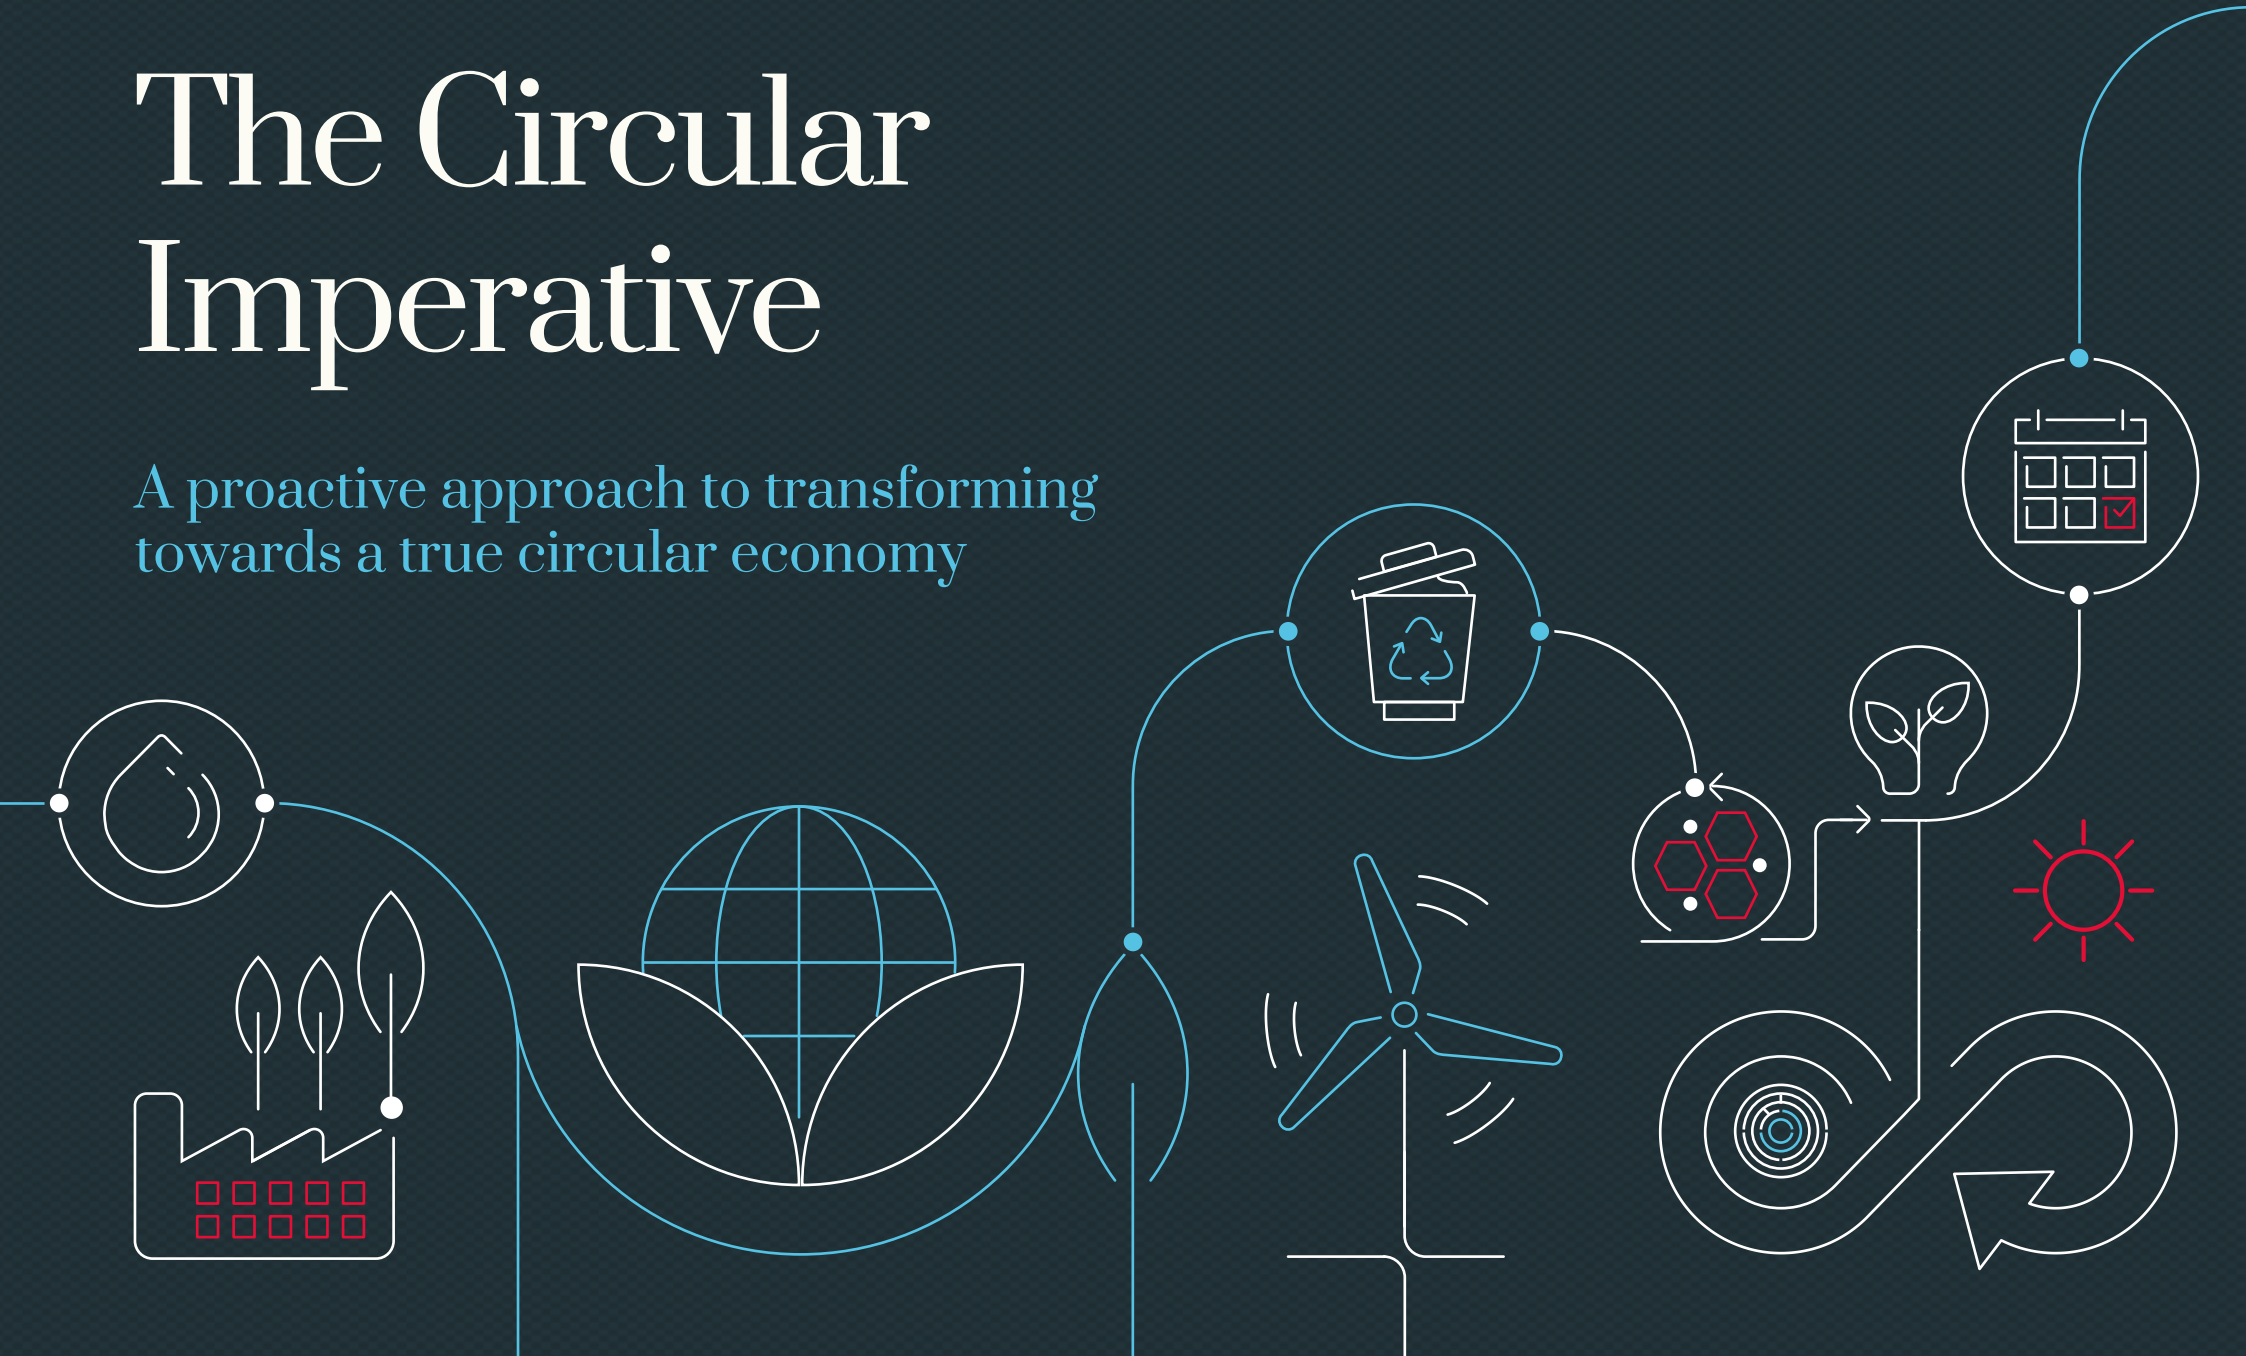 The Circular
Imperative
A proactive approach to transforming
towards a true circular economy